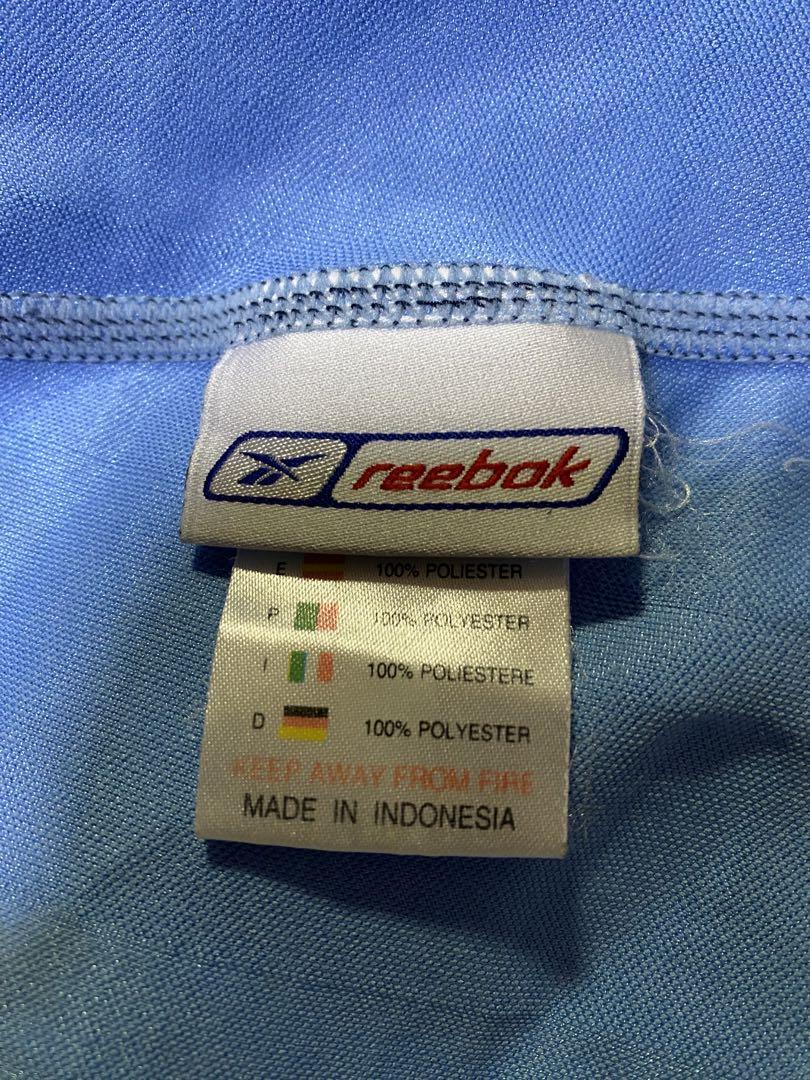 reebok
E 100% POLIESTER
P 100% POLYESTER
I 100% POLIESTERE
D 100% POLYESTER
KEEP AWAY FROM FIRE
MADE IN INDONESIA